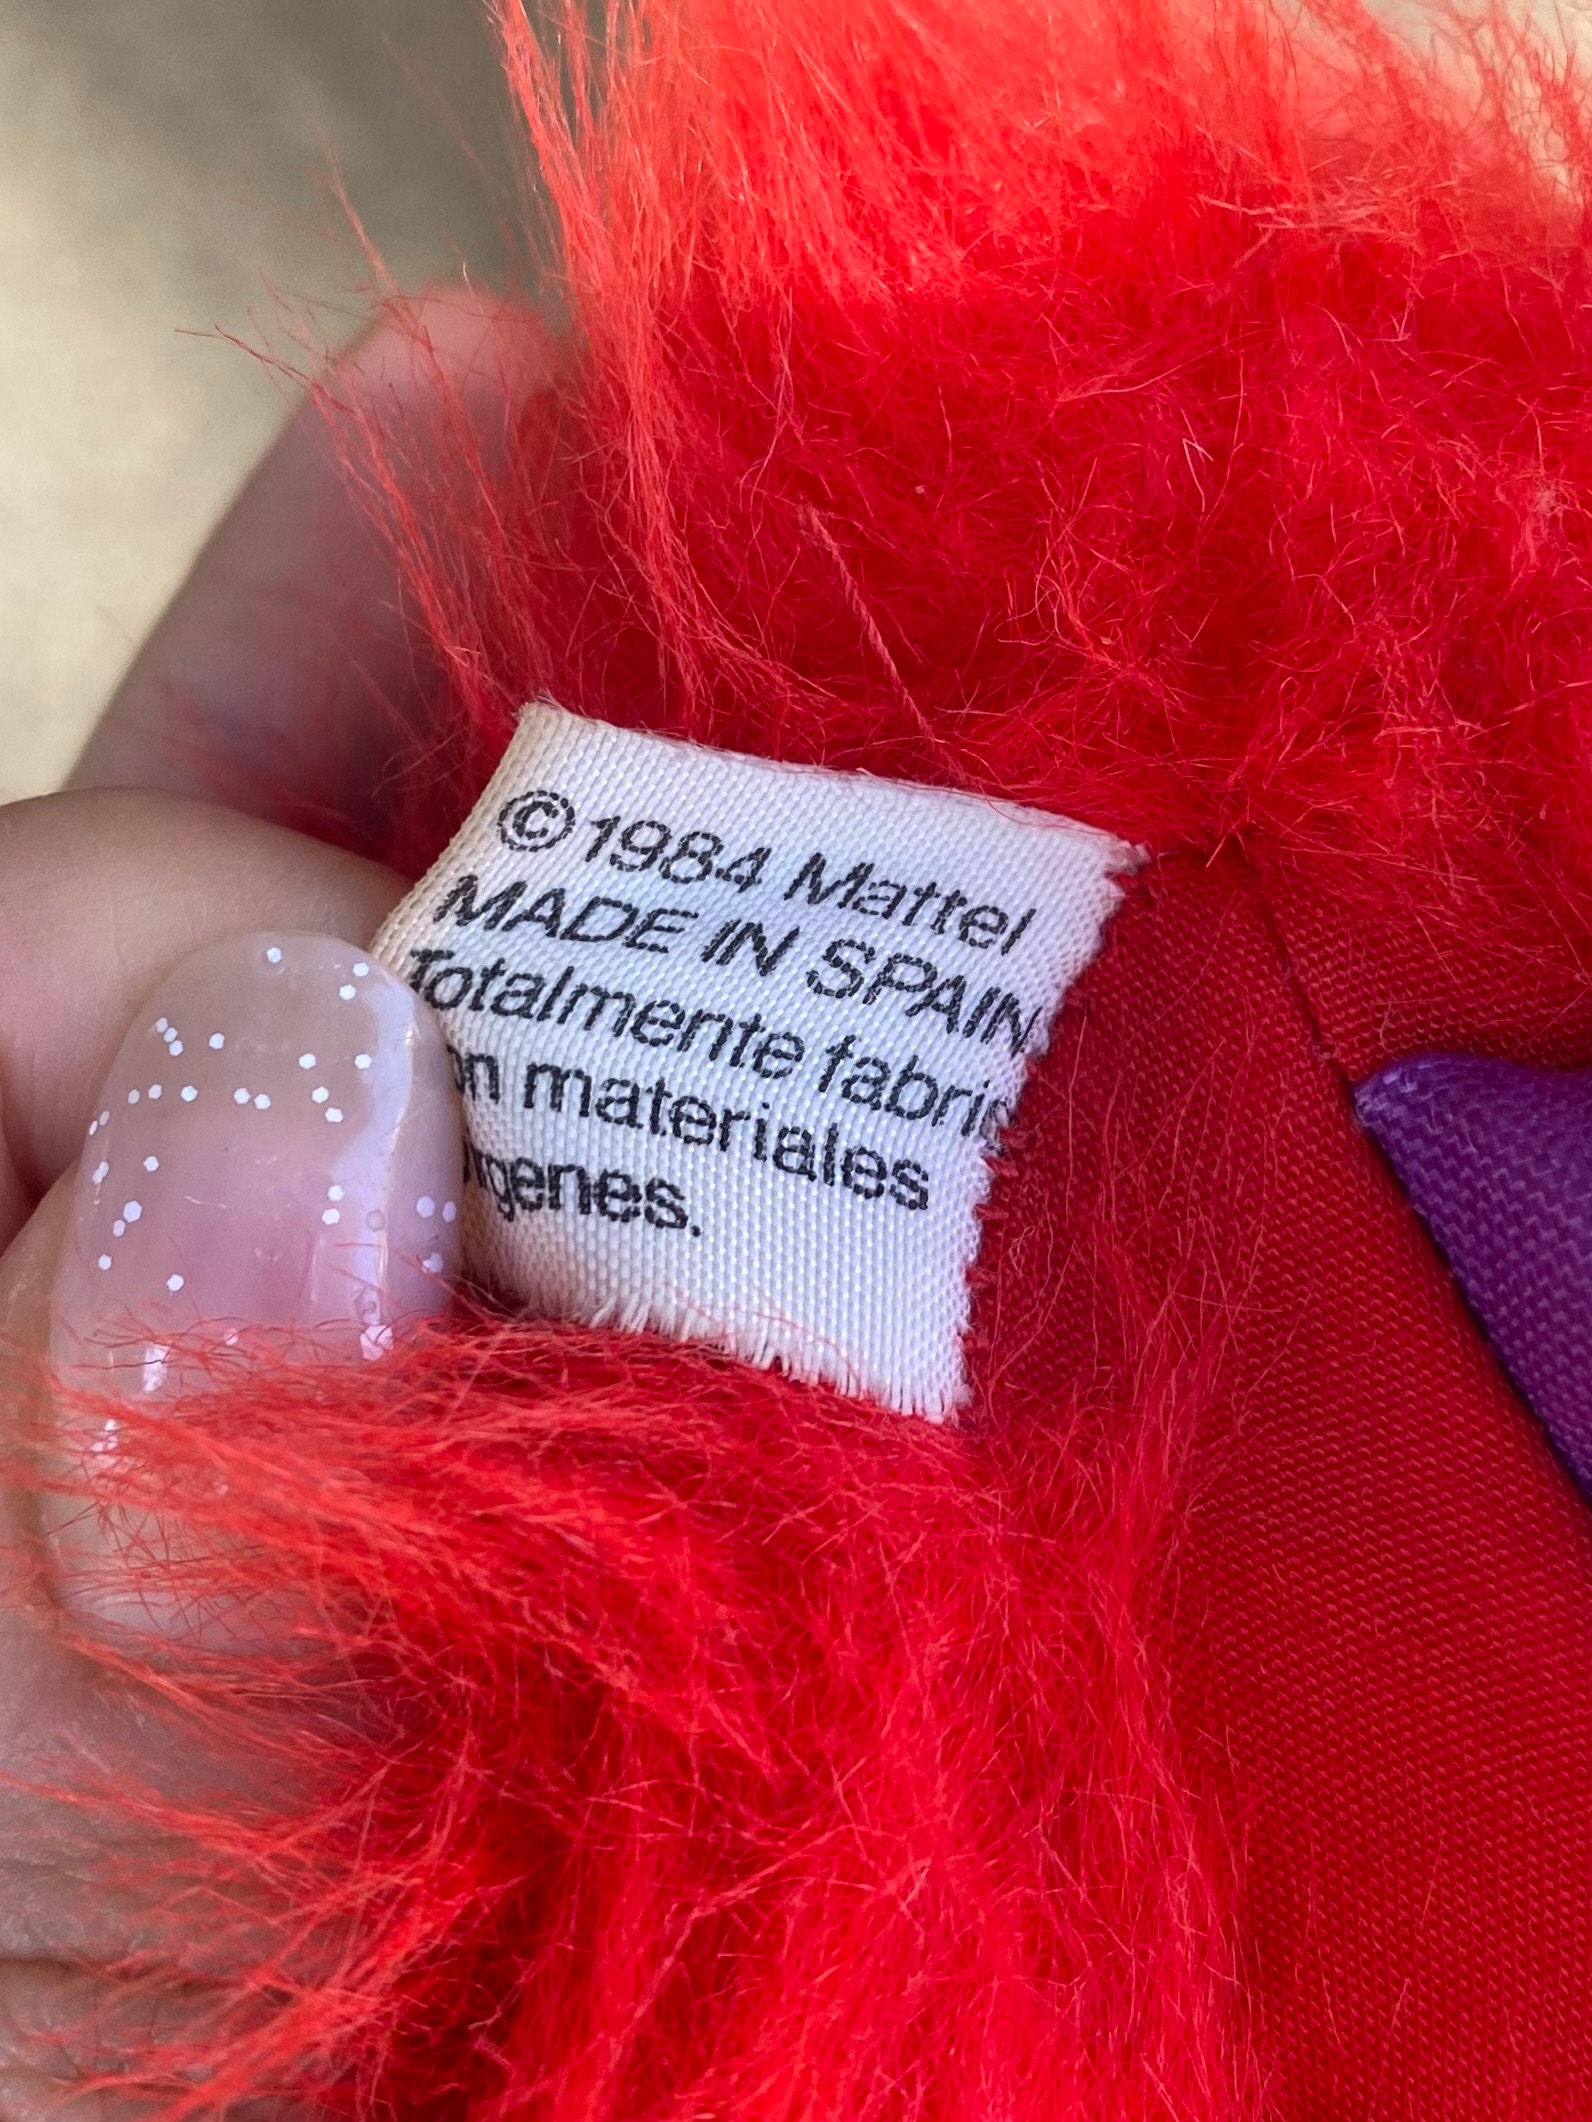 ©1984 Mattel
MADE IN SPAIN
Totalmente
materiales